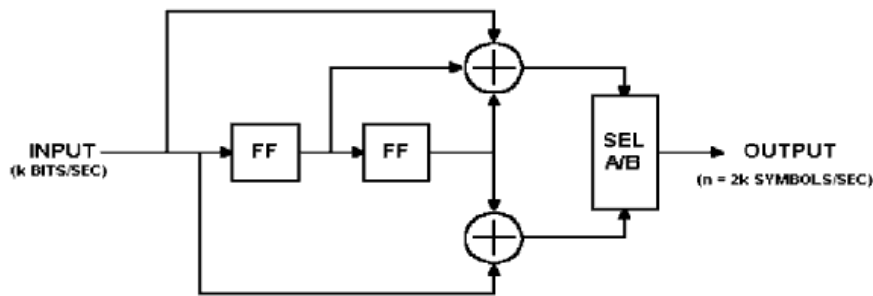 INPUT
(k BITS/SEC)
FF
FF
SEL
A/B
OUTPUT
(n = 2k SYMBOLS/SEC)